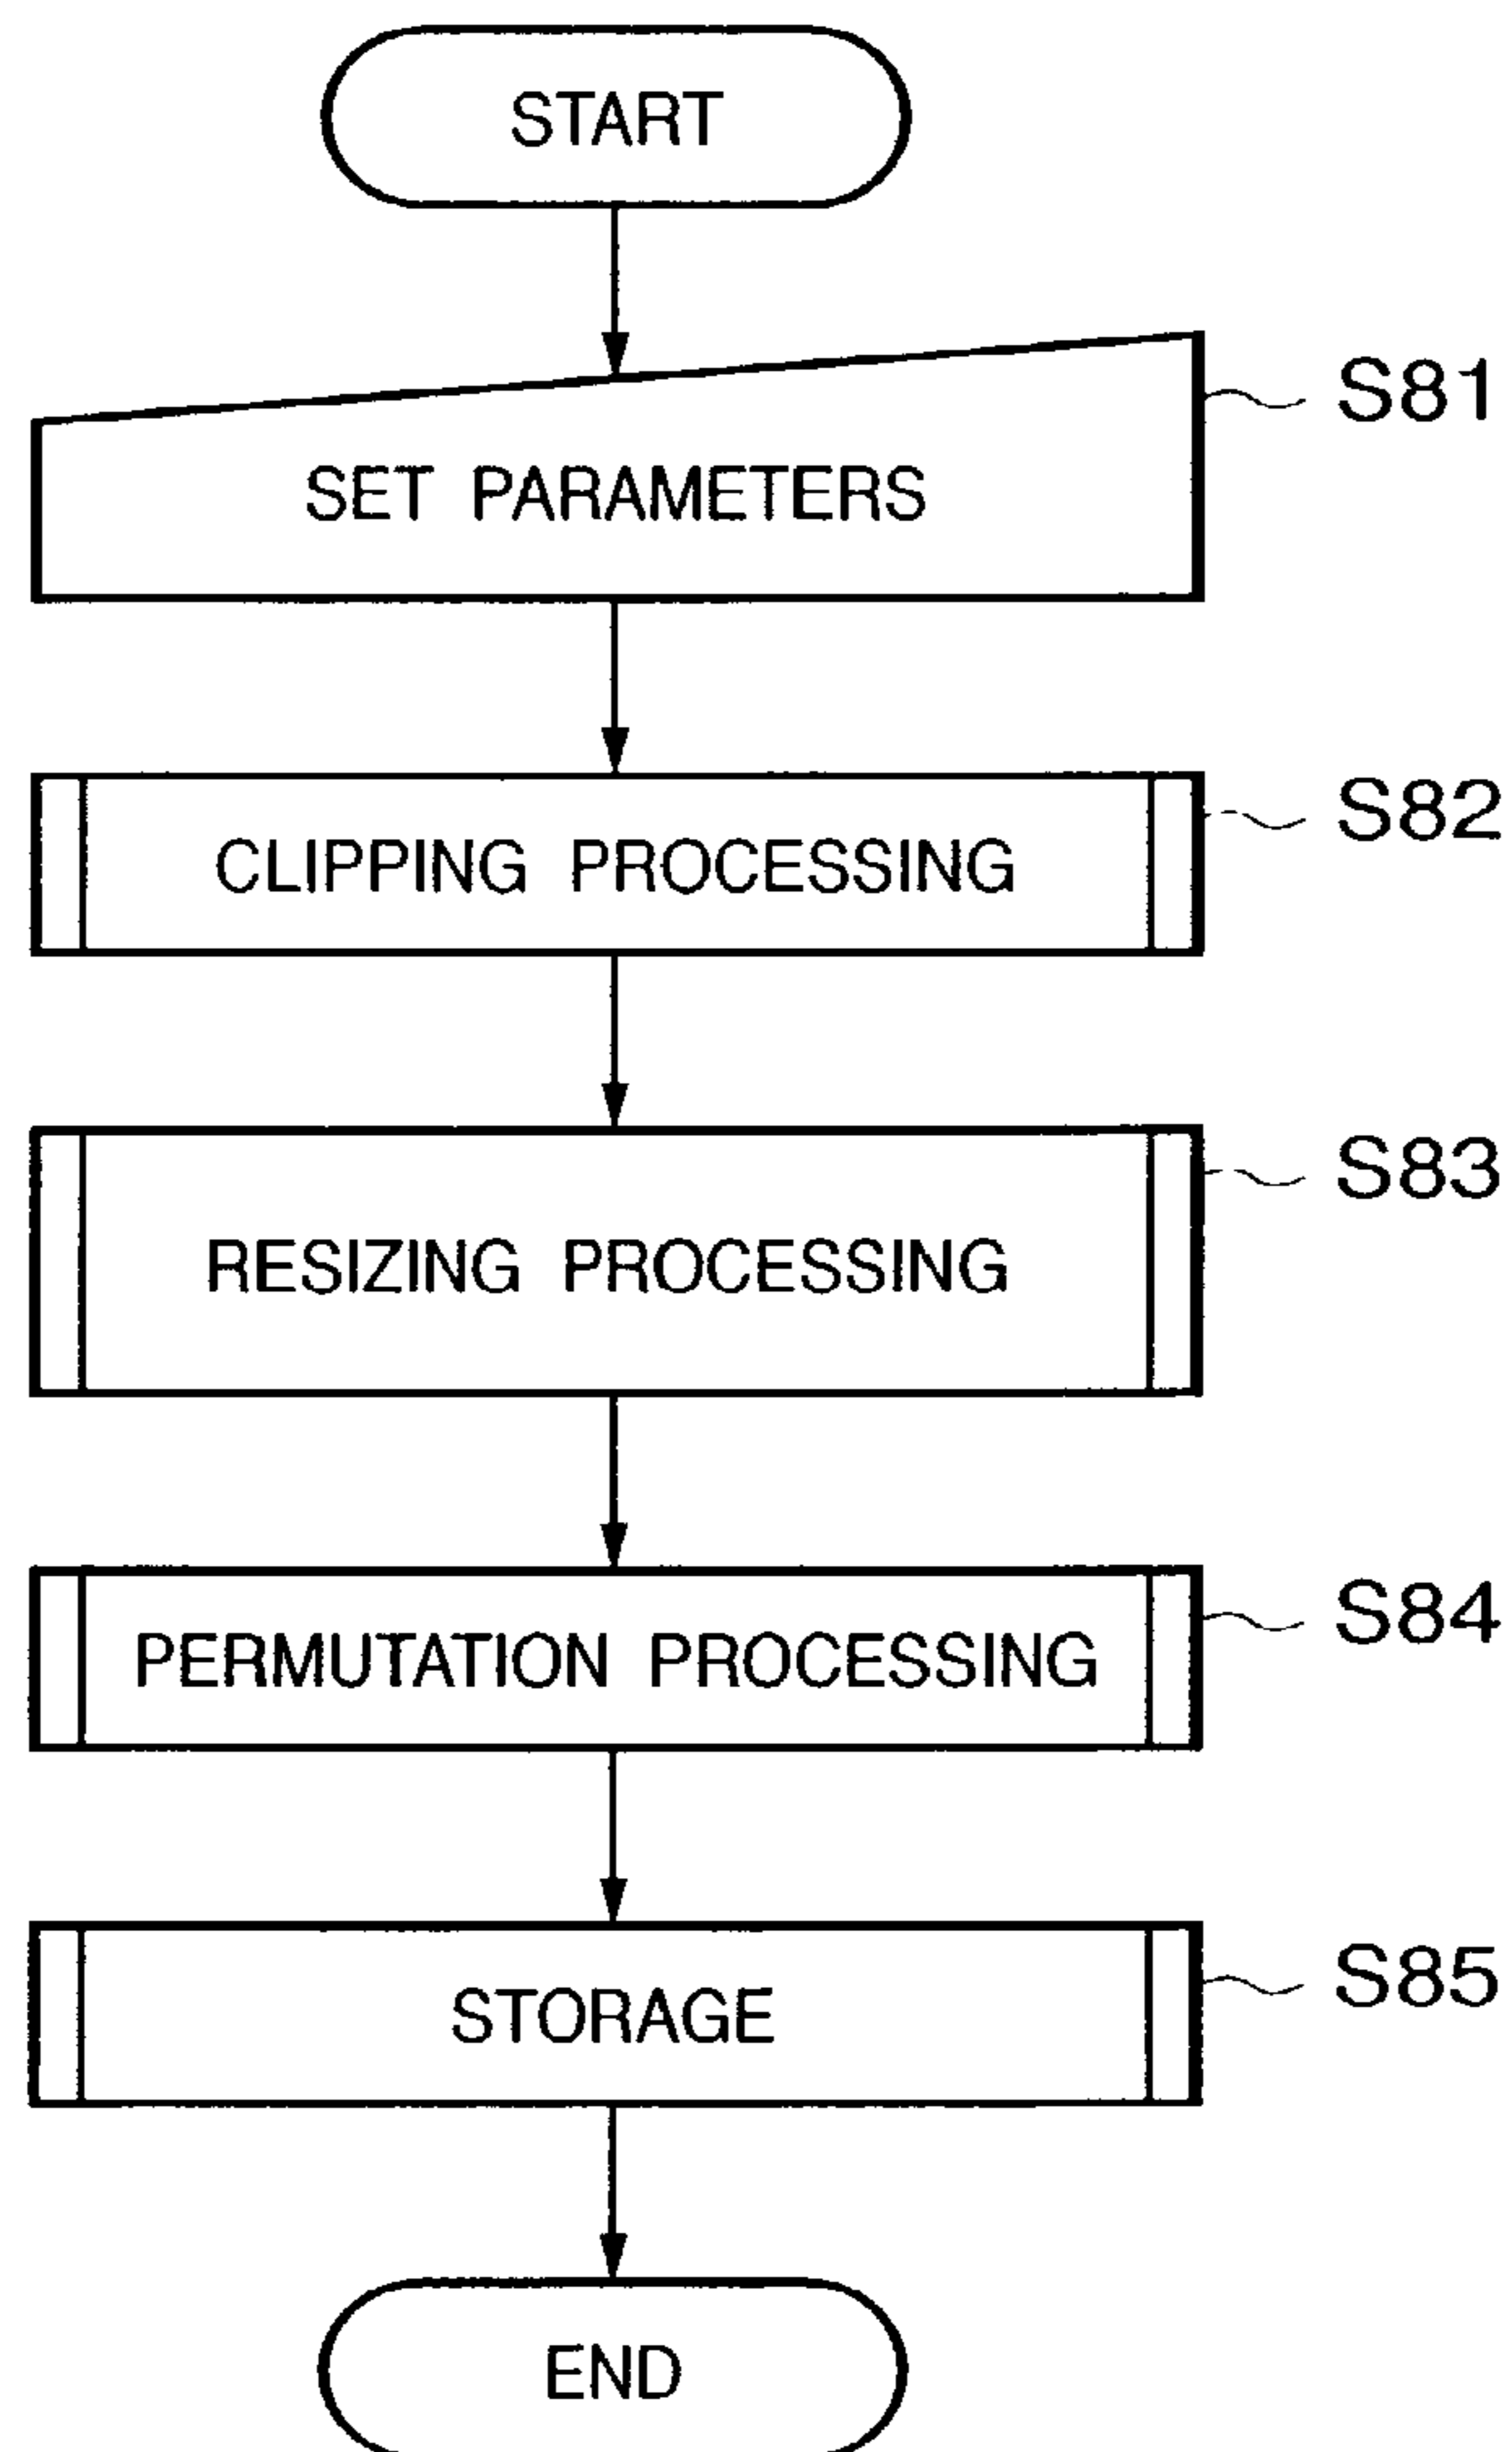 START
S81
SET PARAMETERS
S82
CLIPPING PROCESSING
S83
RESIZING PROCESSING
S84
PERMUTATION PROCESSING
S85
STORAGE
END